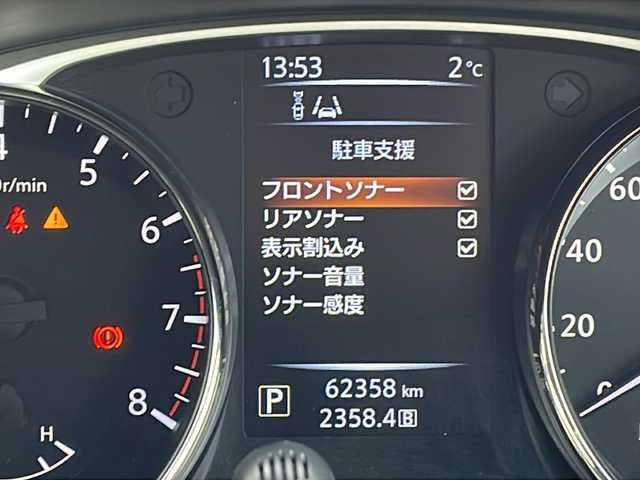 13:53 2℃
駐車支援
フロントソナー
リアソナー
表示割込み
ソナー音量
ソナー感度
P 62358 km
2358.4 B
4
5
6
7
8
r/min
H
60
40
20
0